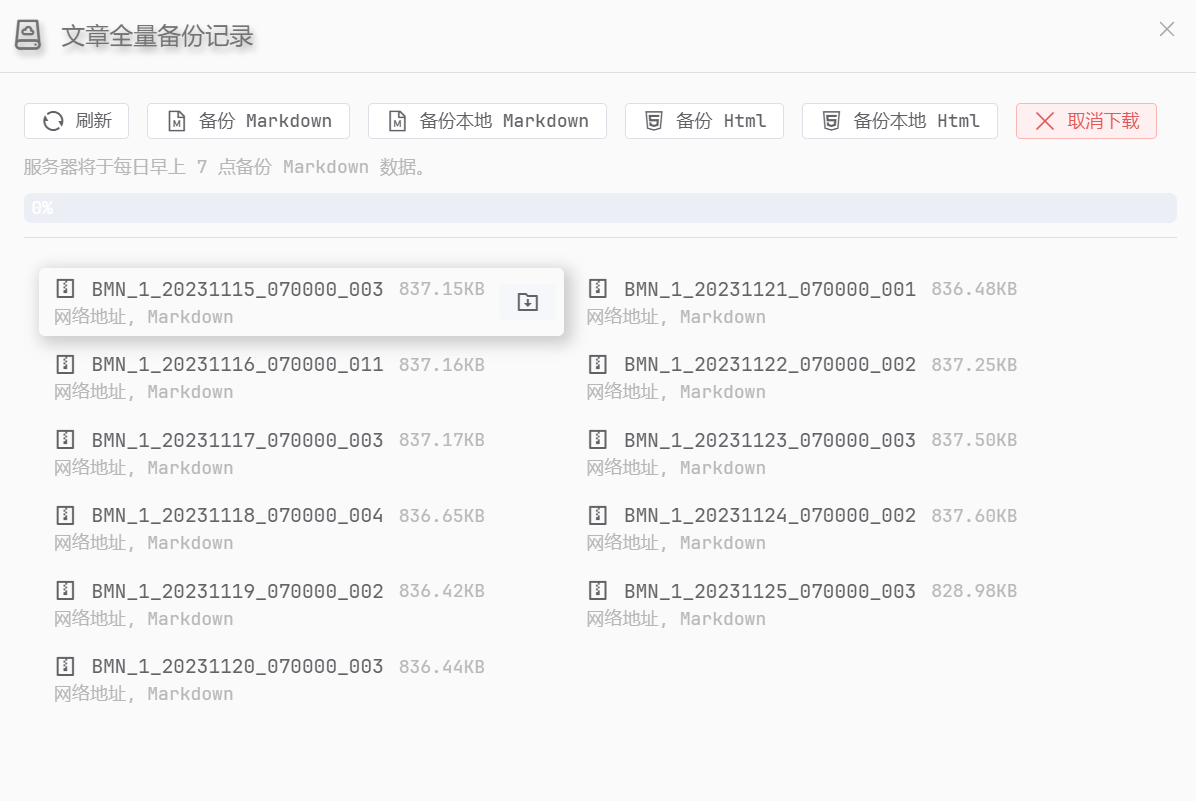 文章全量备份记录
刷新 备份 Markdown 备份本地 Markdown 备份 Html 备份本地 Html 取消下载
服务器将于每日早上 7 点备份 Markdown 数据。
0%
BMN_1_20231115_070000_003 837.15KB
网络地址, Markdown
BMN_1_20231116_070000_011 837.16KB
网络地址, Markdown
BMN_1_20231117_070000_003 837.17KB
网络地址, Markdown
BMN_1_20231118_070000_004 836.65KB
网络地址, Markdown
BMN_1_20231119_070000_002 836.42KB
网络地址, Markdown
BMN_1_20231120_070000_003 836.44KB
网络地址, Markdown
BMN_1_20231121_070000_001 836.48KB
网络地址, Markdown
BMN_1_20231122_070000_002 837.25KB
网络地址, Markdown
BMN_1_20231123_070000_003 837.50KB
网络地址, Markdown
BMN_1_20231124_070000_002 837.60KB
网络地址, Markdown
BMN_1_20231125_070000_003 828.98KB
网络地址, Markdown